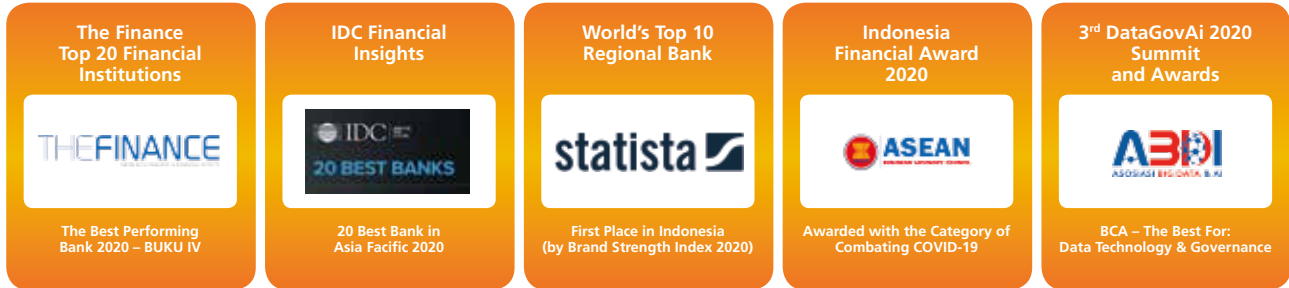 The Finance
Top 20 Financial
Institutions
THEFINANCE
The Best Performing
Bank 2020 – BUKU IV
IDC Financial
Insights
IDC
20 BEST BANKS
20 Best Bank in
Asia Facific 2020
World's Top 10
Regional Bank
statista
First Place in Indonesia
(by Brand Strength Index 2020)
Indonesia
Financial Award
2020
ASEAN
Awarded with the Category of
Combating COVID-19
3rd DataGovAi 2020
Summit
and Awards
ABDI
ASOSIASI BIG DATA & AI
BCA – The Best For:
Data Technology & Governance